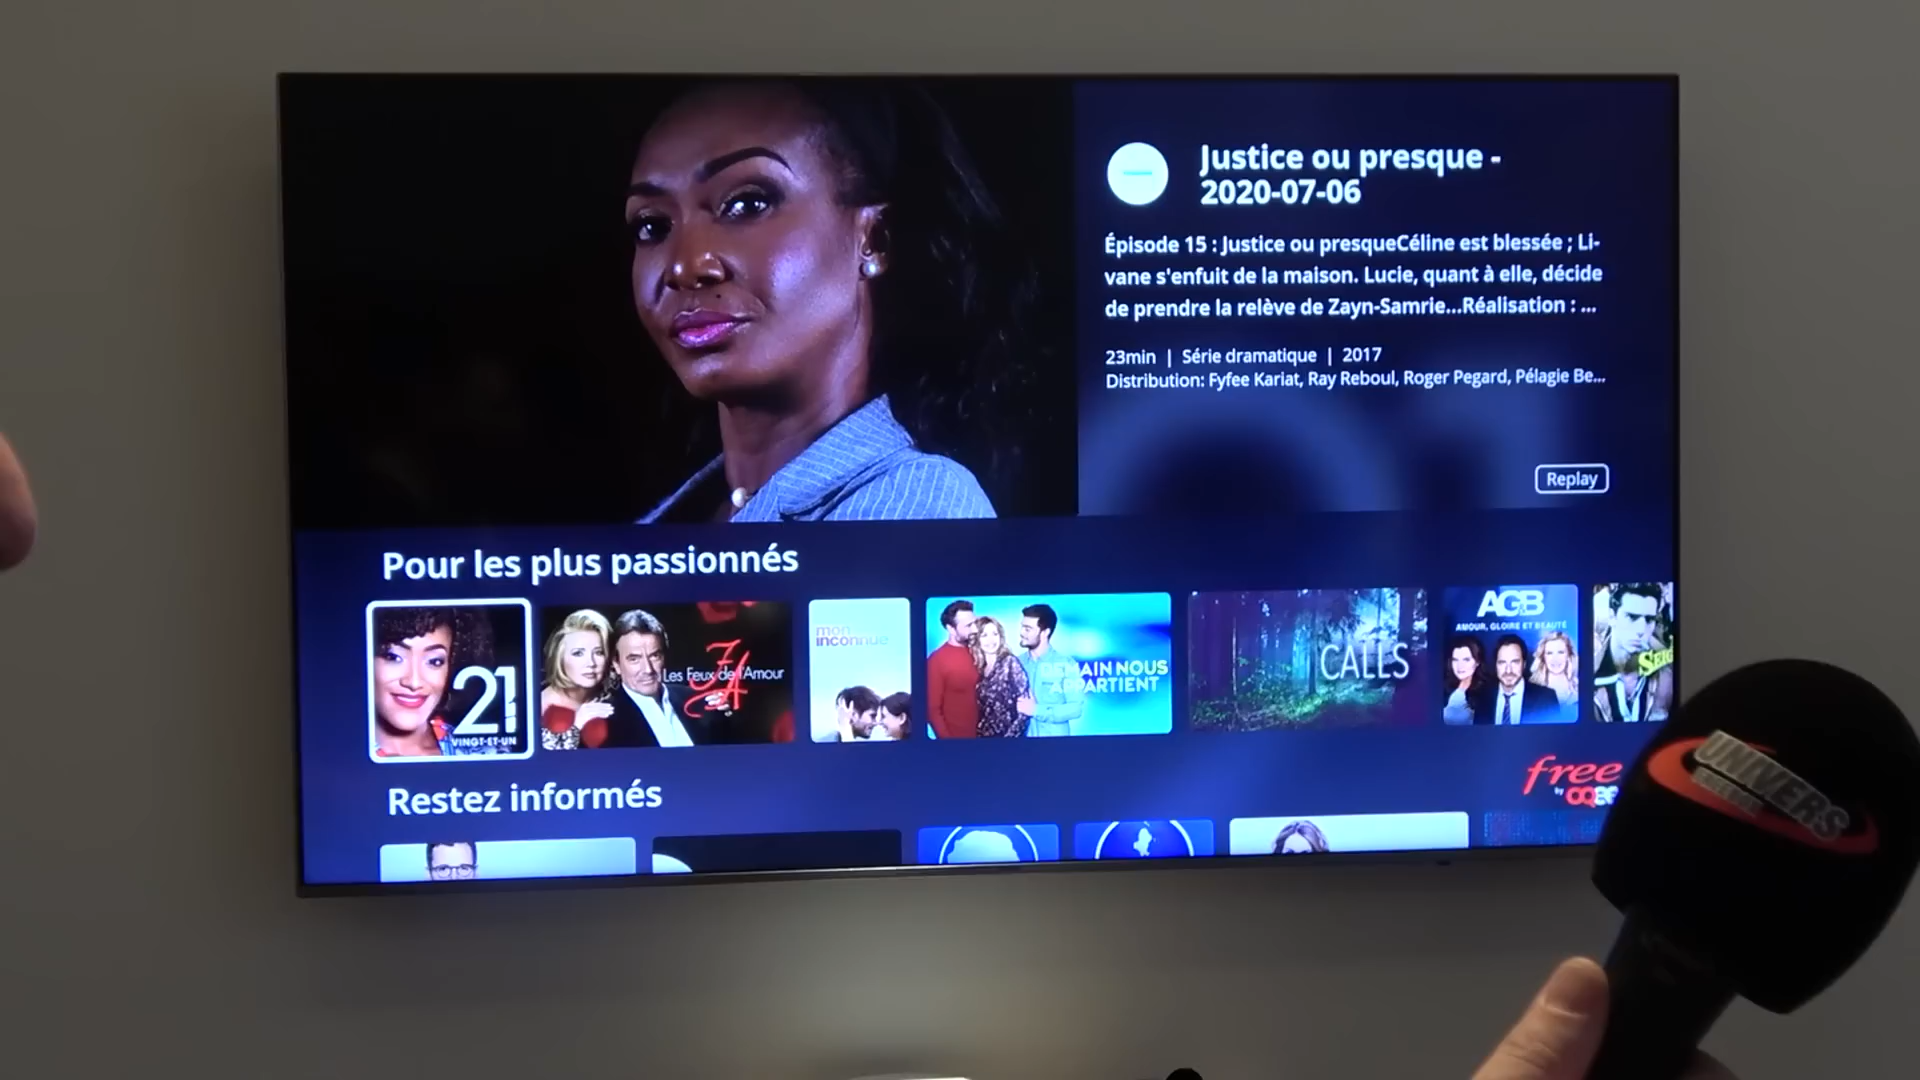 Justice ou presque -
2020-07-06
Épisode 15 : Justice ou presqueCéline est blessée ; Li-
vane s'enfuit de la maison. Lucie, quant à elle, décide
de prendre la relève de Zayn-Samrie...Réalisation : ...
23min | Série dramatique | 2017
Distribution: Fyfee Kariat, Ray Reboul, Roger Pegard, Pélagie Be...
Replay
Pour les plus passionnés
21
VINGT-ET-UN
Les Feux de l'Amour
mon
inconnue
DEMAIN NOUS
APPARTIENT
CALLS
AGB
AMOUR, GLOIRE ET BEAUTÉ
Restez informés
free
by OQEE
UNIVERS